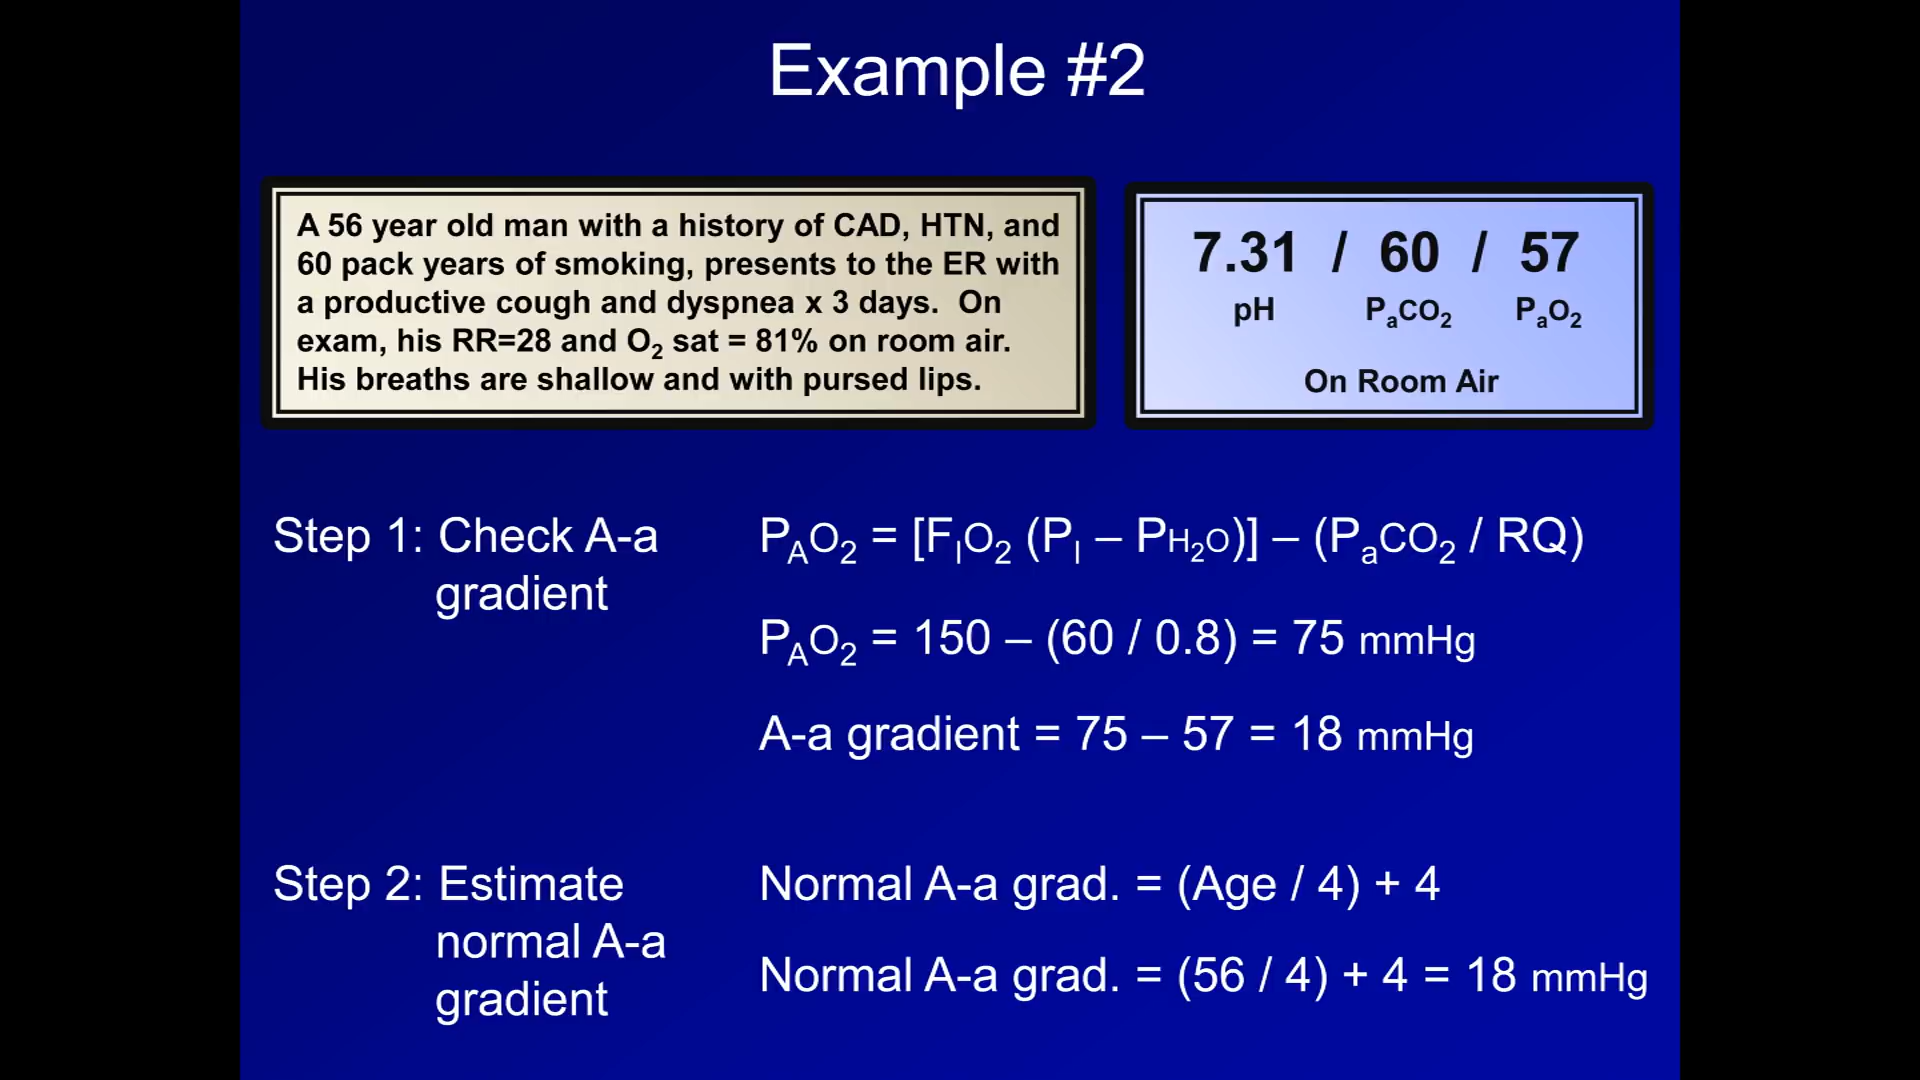 Example #2
A 56 year old man with a history of CAD, HTN, and
60 pack years of smoking, presents to the ER with
a productive cough and dyspnea x 3 days. On
exam, his RR=28 and O₂ sat = 81% on room air.
His breaths are shallow and with pursed lips.
7.31 / 60 / 57
pH PaCO₂ PaO₂
On Room Air
Step 1: Check A-a
gradient
PAO₂ = [FIO₂ (PI – PH₂O)] – (PaCO₂ / RQ)
PAO₂ = 150 – (60 / 0.8) = 75 mmHg
A-a gradient = 75 – 57 = 18 mmHg
Step 2: Estimate
normal A-a
gradient
Normal A-a grad. = (Age / 4) + 4
Normal A-a grad. = (56 / 4) + 4 = 18 mmHg